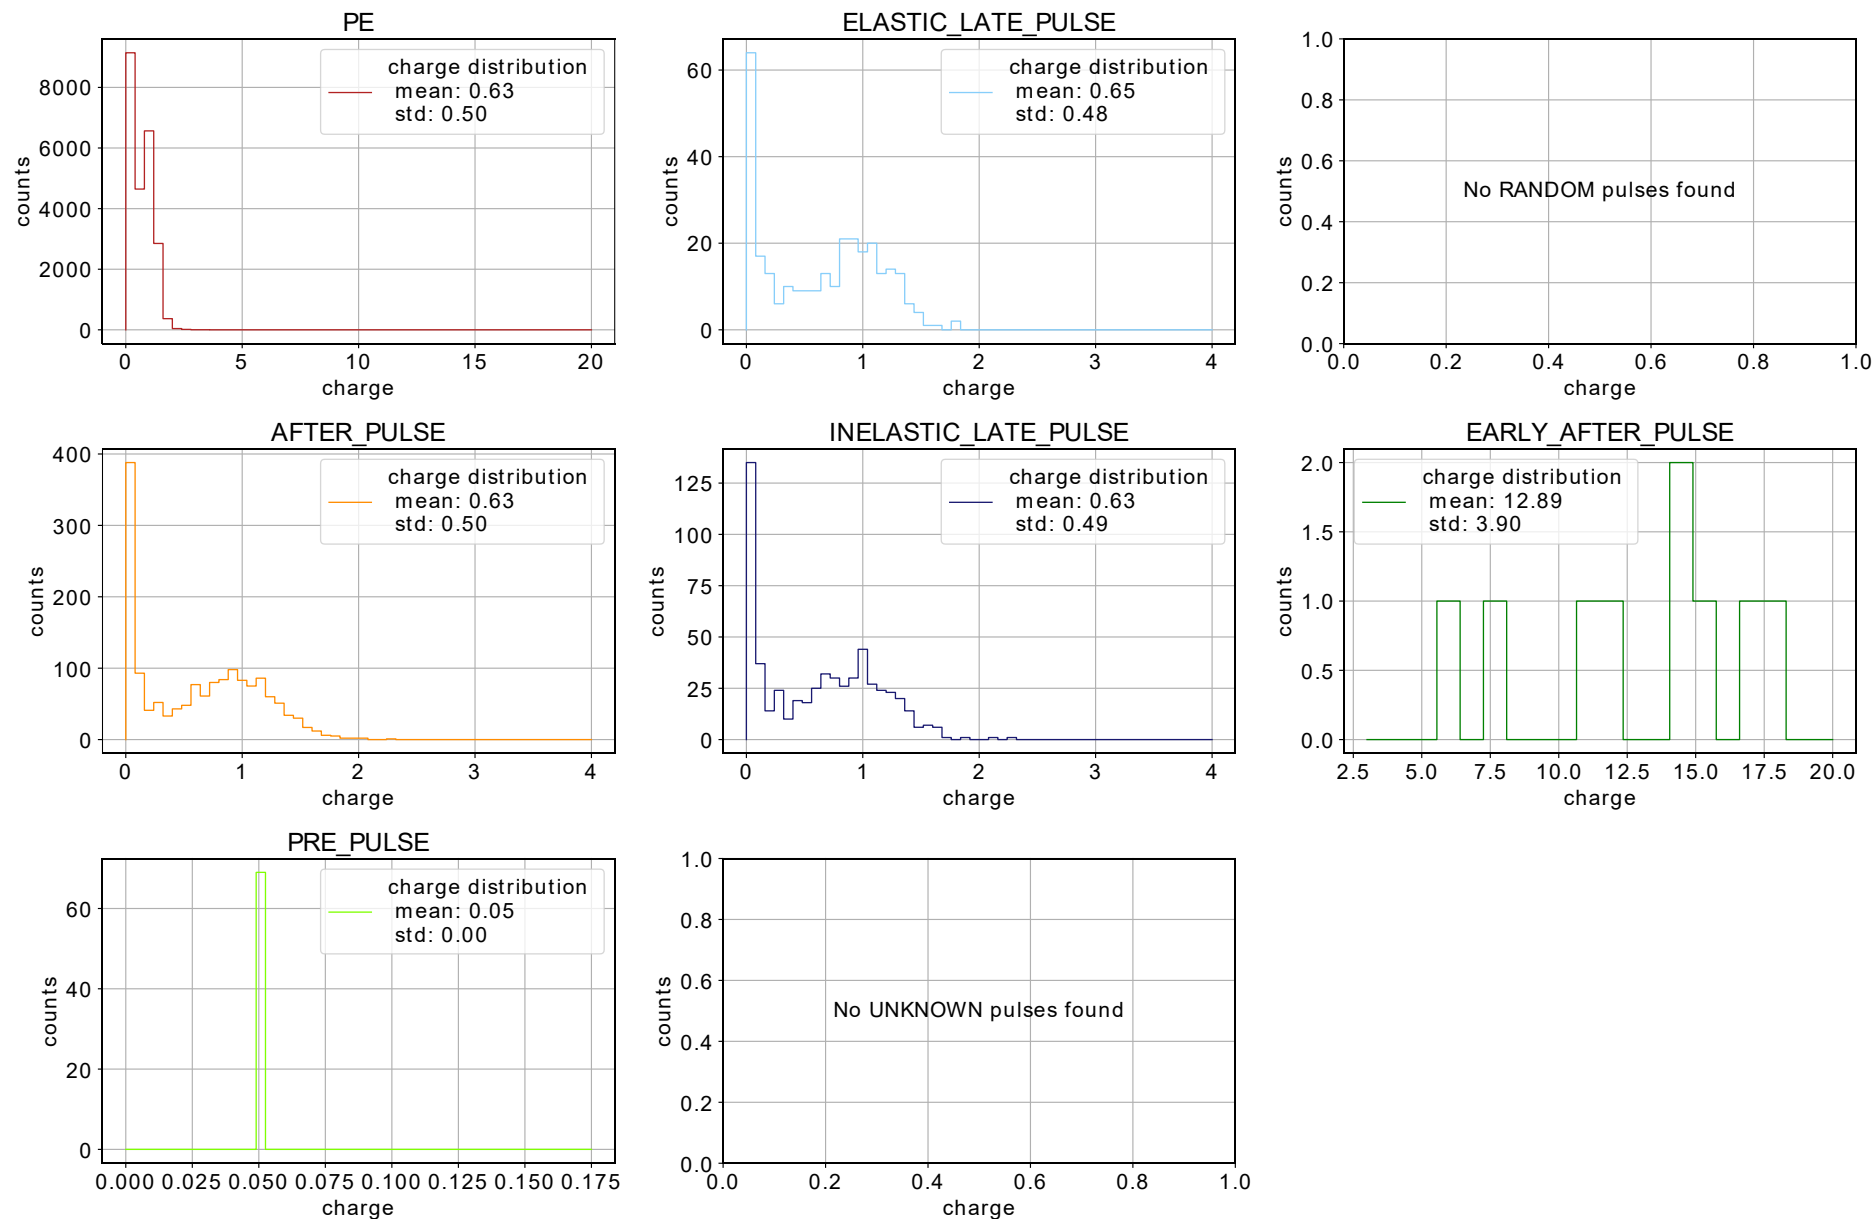 PE
charge distribution
mean: 0.63
std: 0.50
counts
8000
6000
4000
2000
0
0 5 10 15 20
charge
ELASTIC_LATE_PULSE
charge distribution
mean: 0.65
std: 0.48
counts
60
40
20
0
0 1 2 3 4
charge
1.0
0.8
0.6
0.4
0.2
0.0
counts
No RANDOM pulses found
0.0 0.2 0.4 0.6 0.8 1.0
charge
AFTER_PULSE
charge distribution
mean: 0.63
std: 0.50
counts
400
300
200
100
0
0 1 2 3 4
charge
INELASTIC_LATE_PULSE
charge distribution
mean: 0.63
std: 0.49
counts
125
100
75
50
25
0
0 1 2 3 4
charge
EARLY_AFTER_PULSE
charge distribution
mean: 12.89
std: 3.90
counts
2.0
1.5
1.0
0.5
0.0
2.5 5.0 7.5 10.0 12.5 15.0 17.5 20.0
charge
PRE_PULSE
charge distribution
mean: 0.05
std: 0.00
counts
60
40
20
0
0.000 0.025 0.050 0.075 0.100 0.125 0.150 0.175
charge
1.0
0.8
0.6
0.4
0.2
0.0
counts
No UNKNOWN pulses found
0.0 0.2 0.4 0.6 0.8 1.0
charge